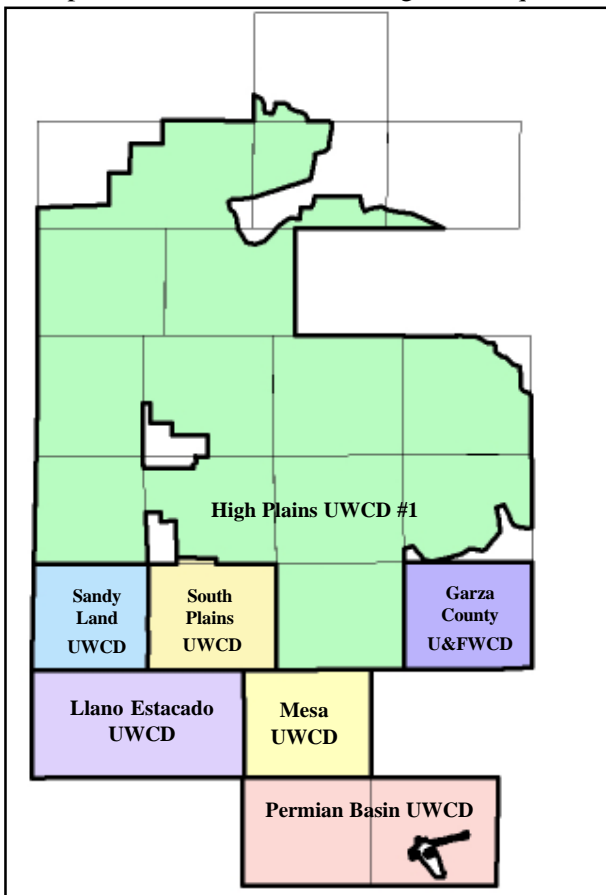 High Plains UWCD #1
Sandy
Land
UWCD
South
Plains
UWCD
Garza
County
U&FWCD
Llano Estacado
UWCD
Mesa
UWCD
Permian Basin UWCD